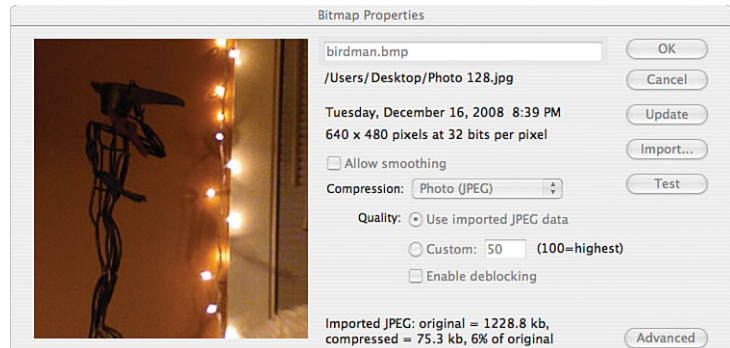 Bitmap Properties
birdman.bmp
OK
/Users/Desktop/Photo 128.jpg
Cancel
Tuesday, December 16, 2008  8:39 PM
Update
640 x 480 pixels at 32 bits per pixel
Import...
Allow smoothing
Compression: Photo (JPEG)
Test
Quality: Use imported JPEG data
Custom: 50 (100=highest)
Enable deblocking
Imported JPEG: original = 1228.8 kb,
compressed = 75.3 kb, 6% of original
Advanced